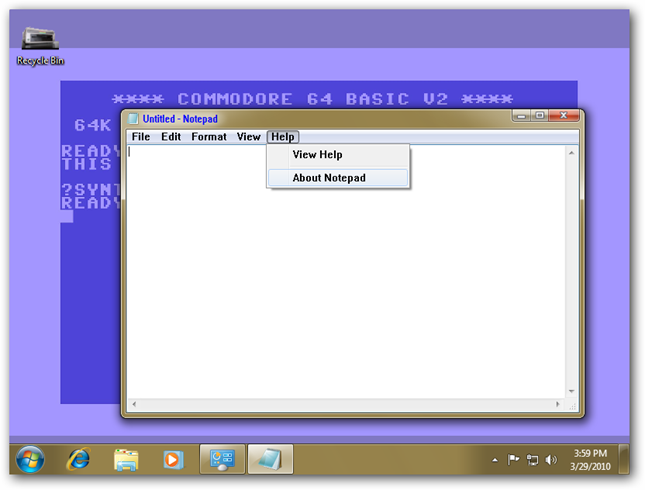 Recycle Bin
**** COMMODORE 64 BASIC V2 ****
64K
READY
THIS
?SYNT
READY
Untitled - Notepad
File Edit Format View Help
View Help
About Notepad
3:59 PM
3/29/2010